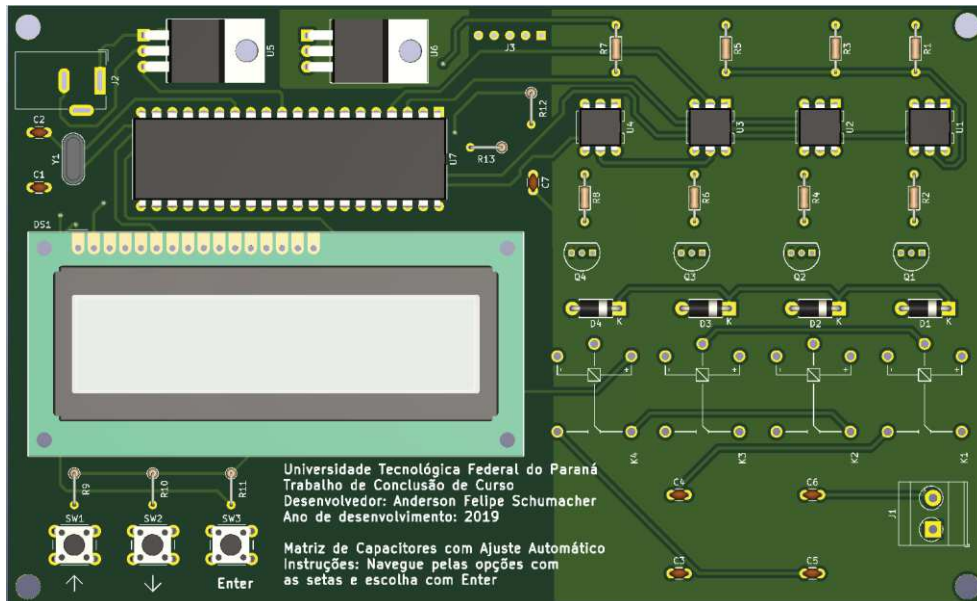 U5
U6
J3
R7
R5
R3
R1
J2
R12
C2
U4
U3
U2
U1
Y1
U7
R13
C1
C7
R8
R6
R4
R2
DS1
Q4
Q3
Q2
Q1
D4
K
D3
K
D2
K
D1
K
- +
- +
- +
- +
K4
K3
K2
K1
Universidade Tecnológica Federal do Paraná
Trabalho de Conclusão de Curso
Desenvolvedor: Anderson Felipe Schumacher
Ano de desenvolvimento: 2019
R9
R10
R11
C4
C6
J1
SW1
SW2
SW3
Matriz de Capacitores com Ajuste Automático
Instruções: Navegue pelas opções com
as setas e escolha com Enter
C3
C5
↑
↓
Enter